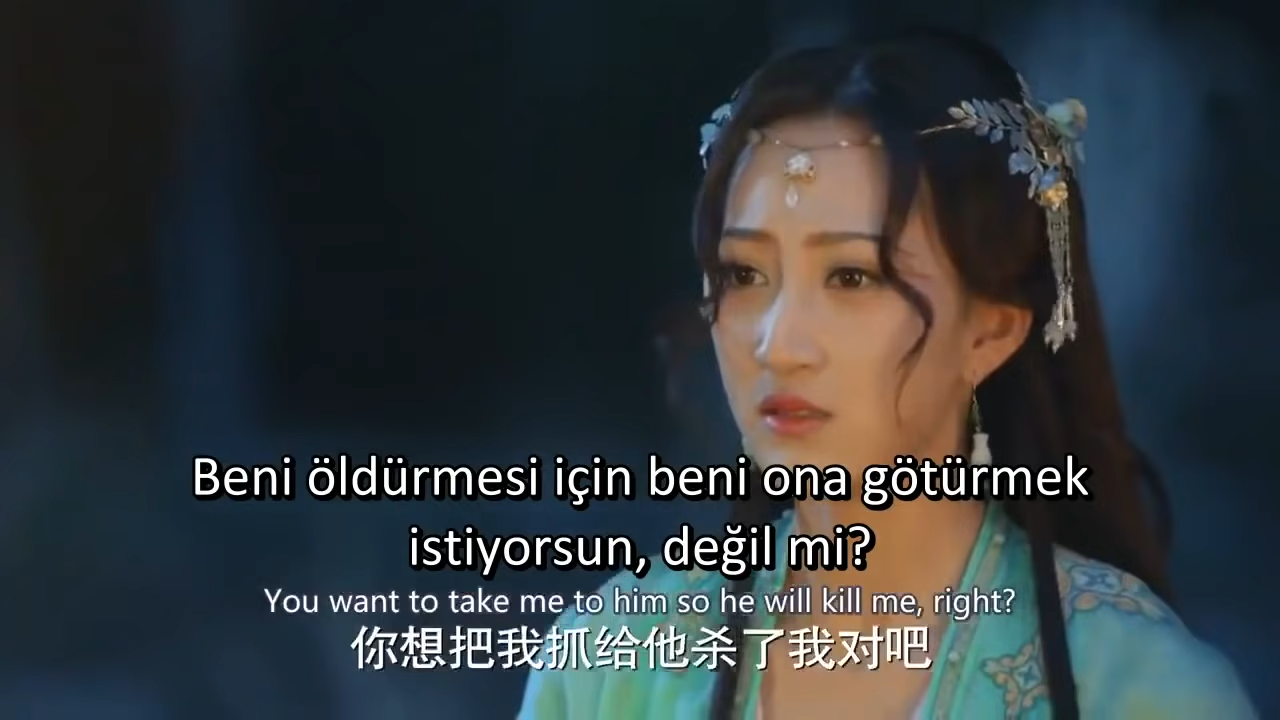 Beni öldürmesi için beni ona götürmek
istiyorsun, değil mi?
You want to take me to him so he will kill me, right?
你想把我抓给他杀了我对吧